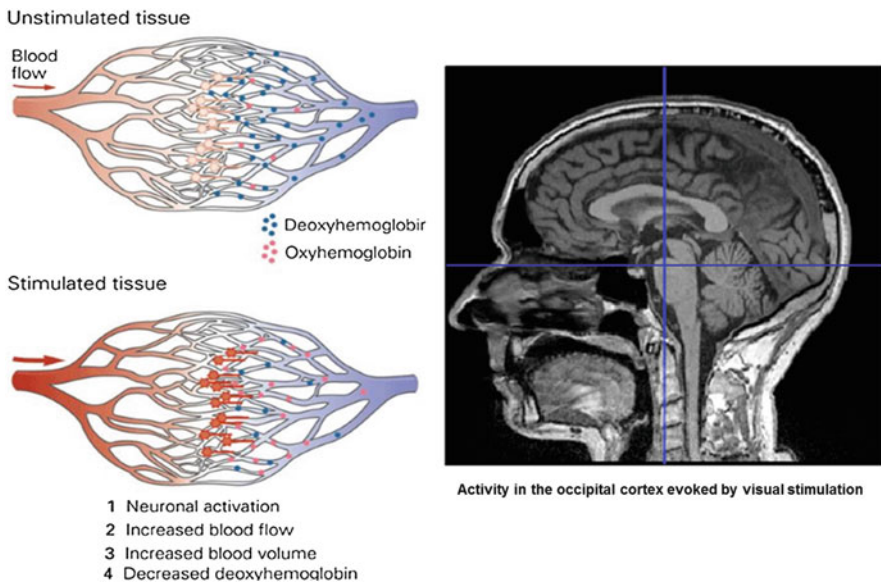 Unstimulated tissue
Blood
flow
Deoxyhemoglobir
Oxyhemoglobin
Stimulated tissue
1 Neuronal activation
2 Increased blood flow
3 Increased blood volume
4 Decreased deoxyhemoglobin
Activity in the occipital cortex evoked by visual stimulation